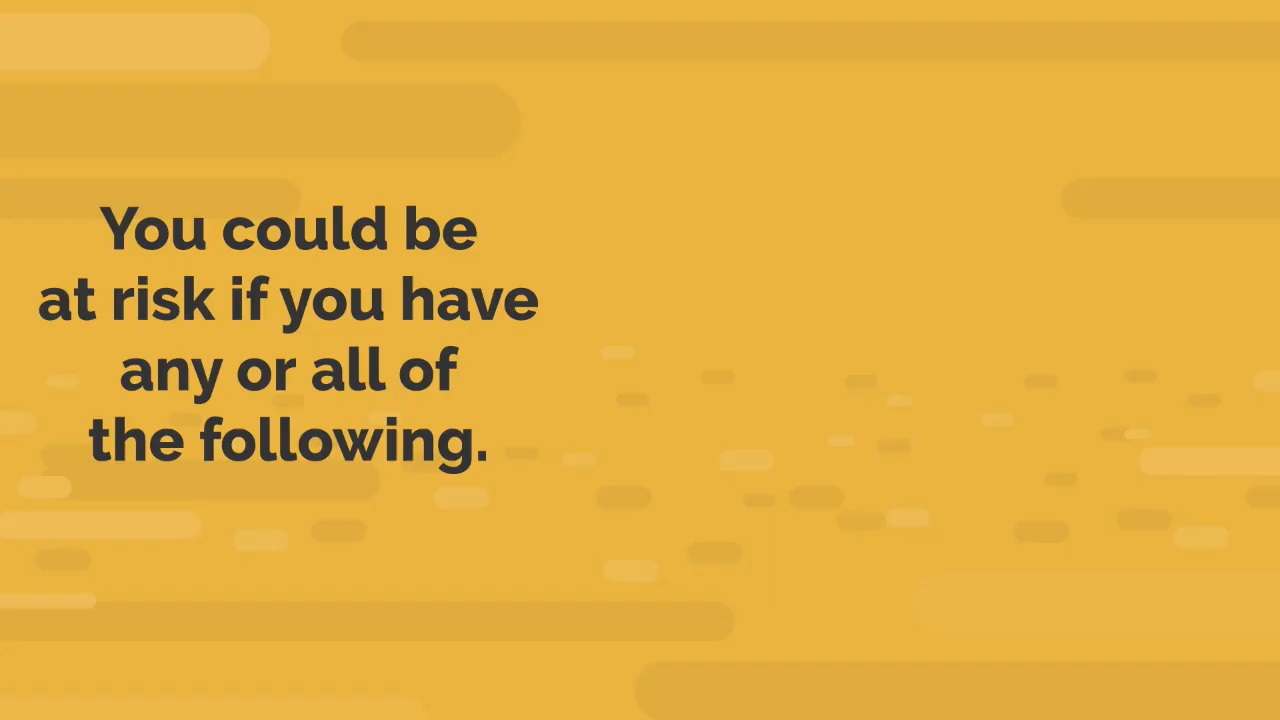 You could be
at risk if you have
any or all of
the following.